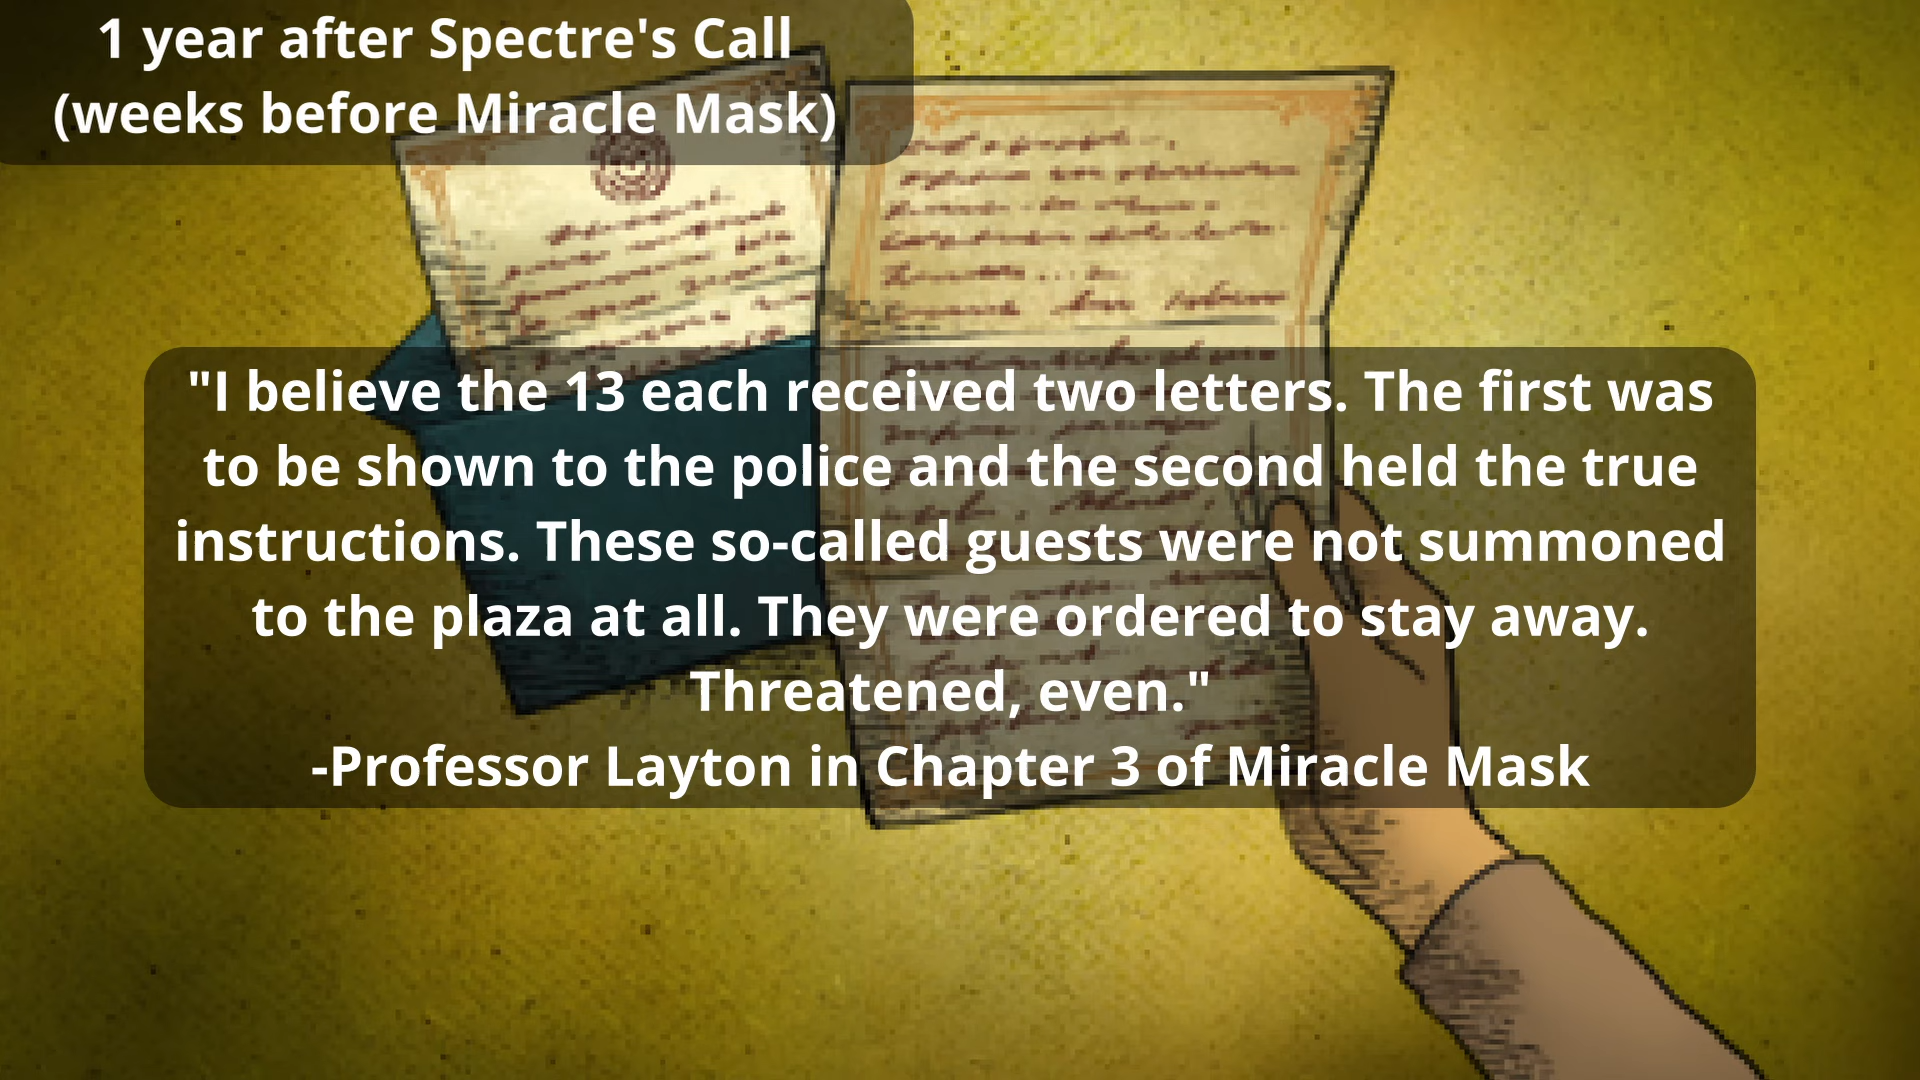 1 year after Spectre's Call
(weeks before Miracle Mask)
"I believe the 13 each received two letters. The first was
to be shown to the police and the second held the true
instructions. These so-called guests were not summoned
to the plaza at all. They were ordered to stay away.
Threatened, even."
-Professor Layton in Chapter 3 of Miracle Mask